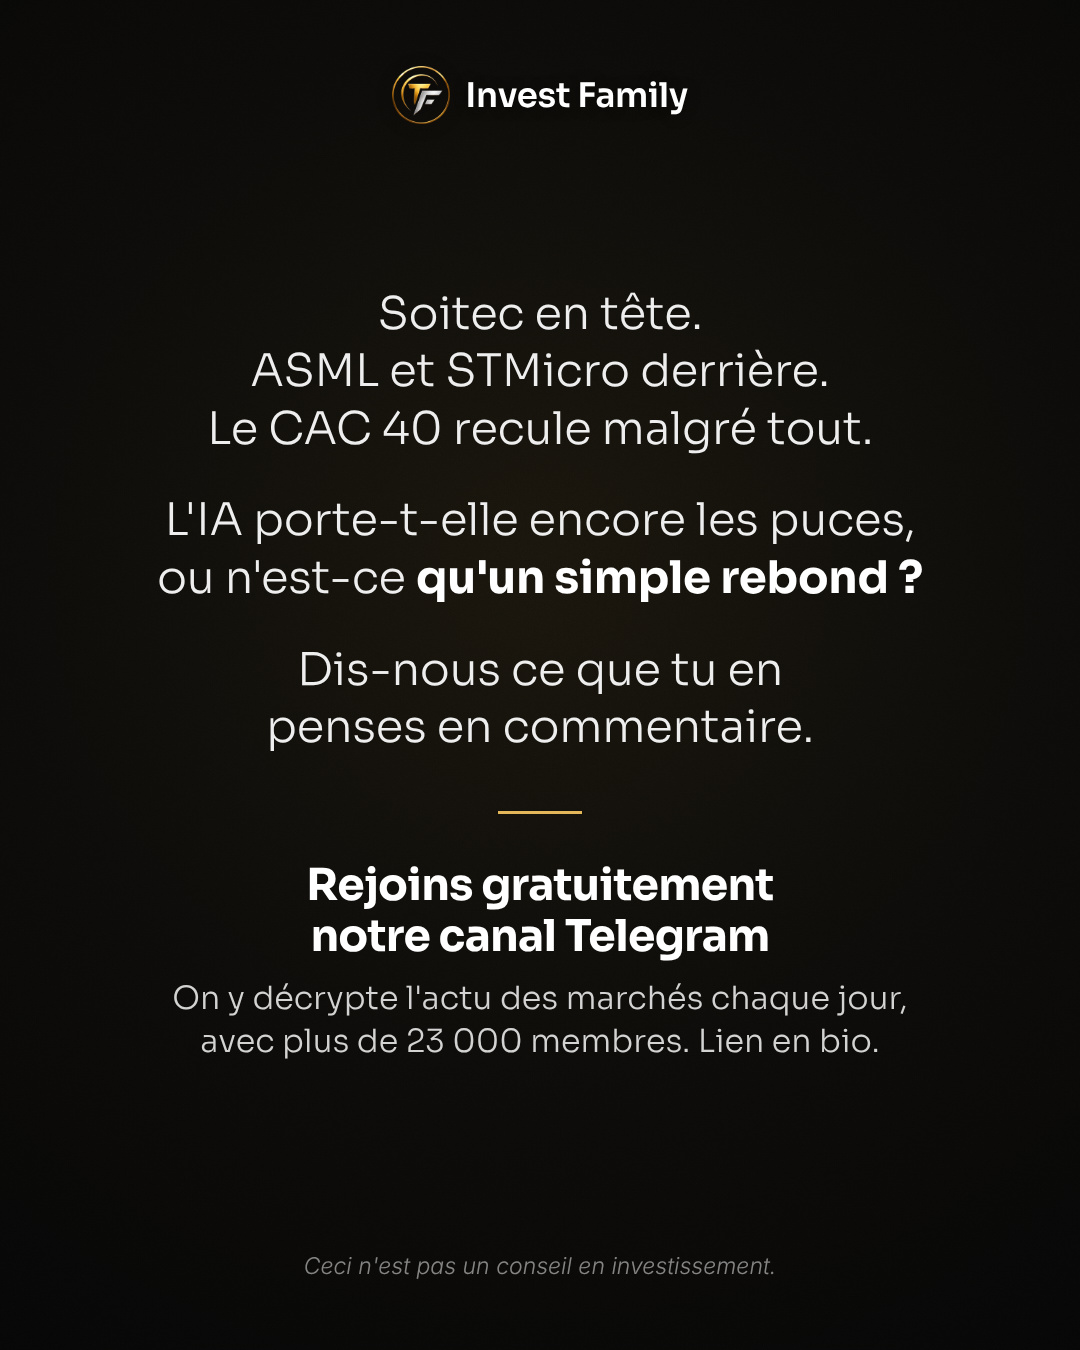 TF Invest Family
Soitec en tête.
ASML et STMicro derrière.
Le CAC 40 recule malgré tout.
L'IA porte-t-elle encore les puces,
ou n'est-ce qu'un simple rebond ?
Dis-nous ce que tu en
penses en commentaire.
Rejoins gratuitement
notre canal Telegram
On y décrypte l'actu des marchés chaque jour,
avec plus de 23 000 membres. Lien en bio.
Ceci n'est pas un conseil en investissement.